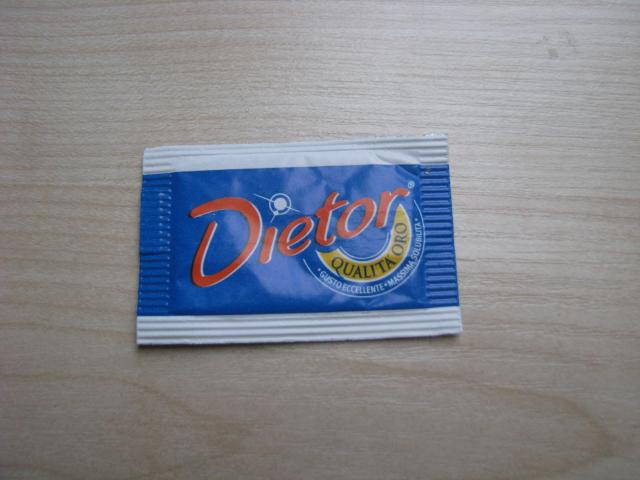 Dietor®
QUALITÀ ORO
• GUSTO ECCELLENTE • MASSIMA SOLUBILITÀ •